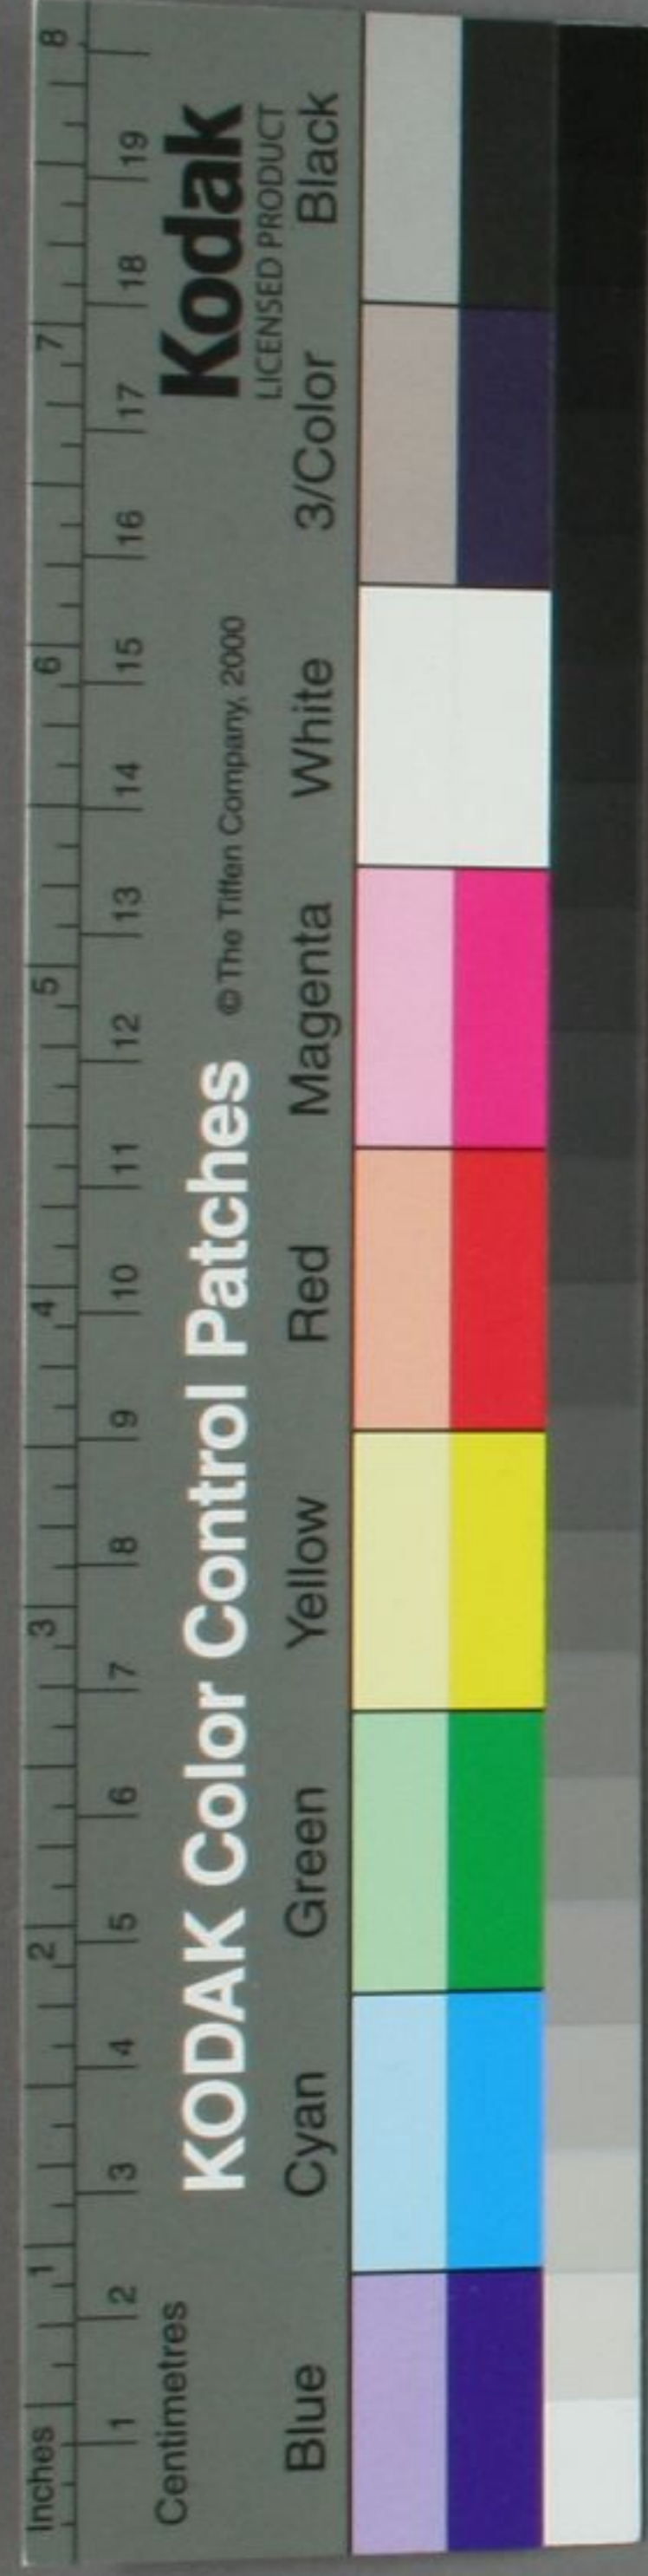 Inches 1 2 3 4 5 6 7 8
1 2 3 4 5 6 7 8 9 10 11 12 13 14 15 16 17 18 19
Centimetres
KODAK Color Control Patches © The Tiffen Company, 2000 Kodak
LICENSED PRODUCT
Blue Cyan Green Yellow Red Magenta White 3/Color Black